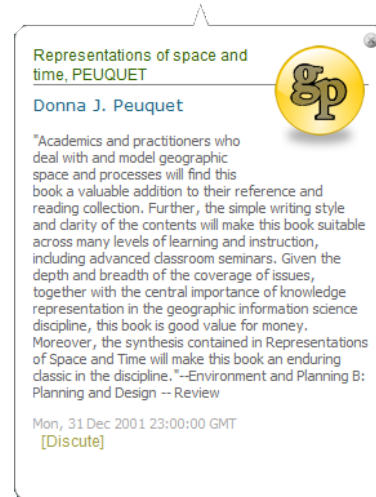 Representations of space and
time, PEUQUET
gp
Donna J. Peuquet
"Academics and practitioners who
deal with and model geographic
space and processes will find this
book a valuable addition to their reference and
reading collection. Further, the simple writing style
and clarity of the contents will make this book suitable
across many levels of learning and instruction,
including advanced classroom seminars. Given the
depth and breadth of the coverage of issues,
together with the central importance of knowledge
representation in the geographic information science
discipline, this book is good value for money.
Moreover, the synthesis contained in Representations
of Space and Time will make this book an enduring
classic in the discipline."--Environment and Planning B:
Planning and Design -- Review
Mon, 31 Dec 2001 23:00:00 GMT
[Discute]